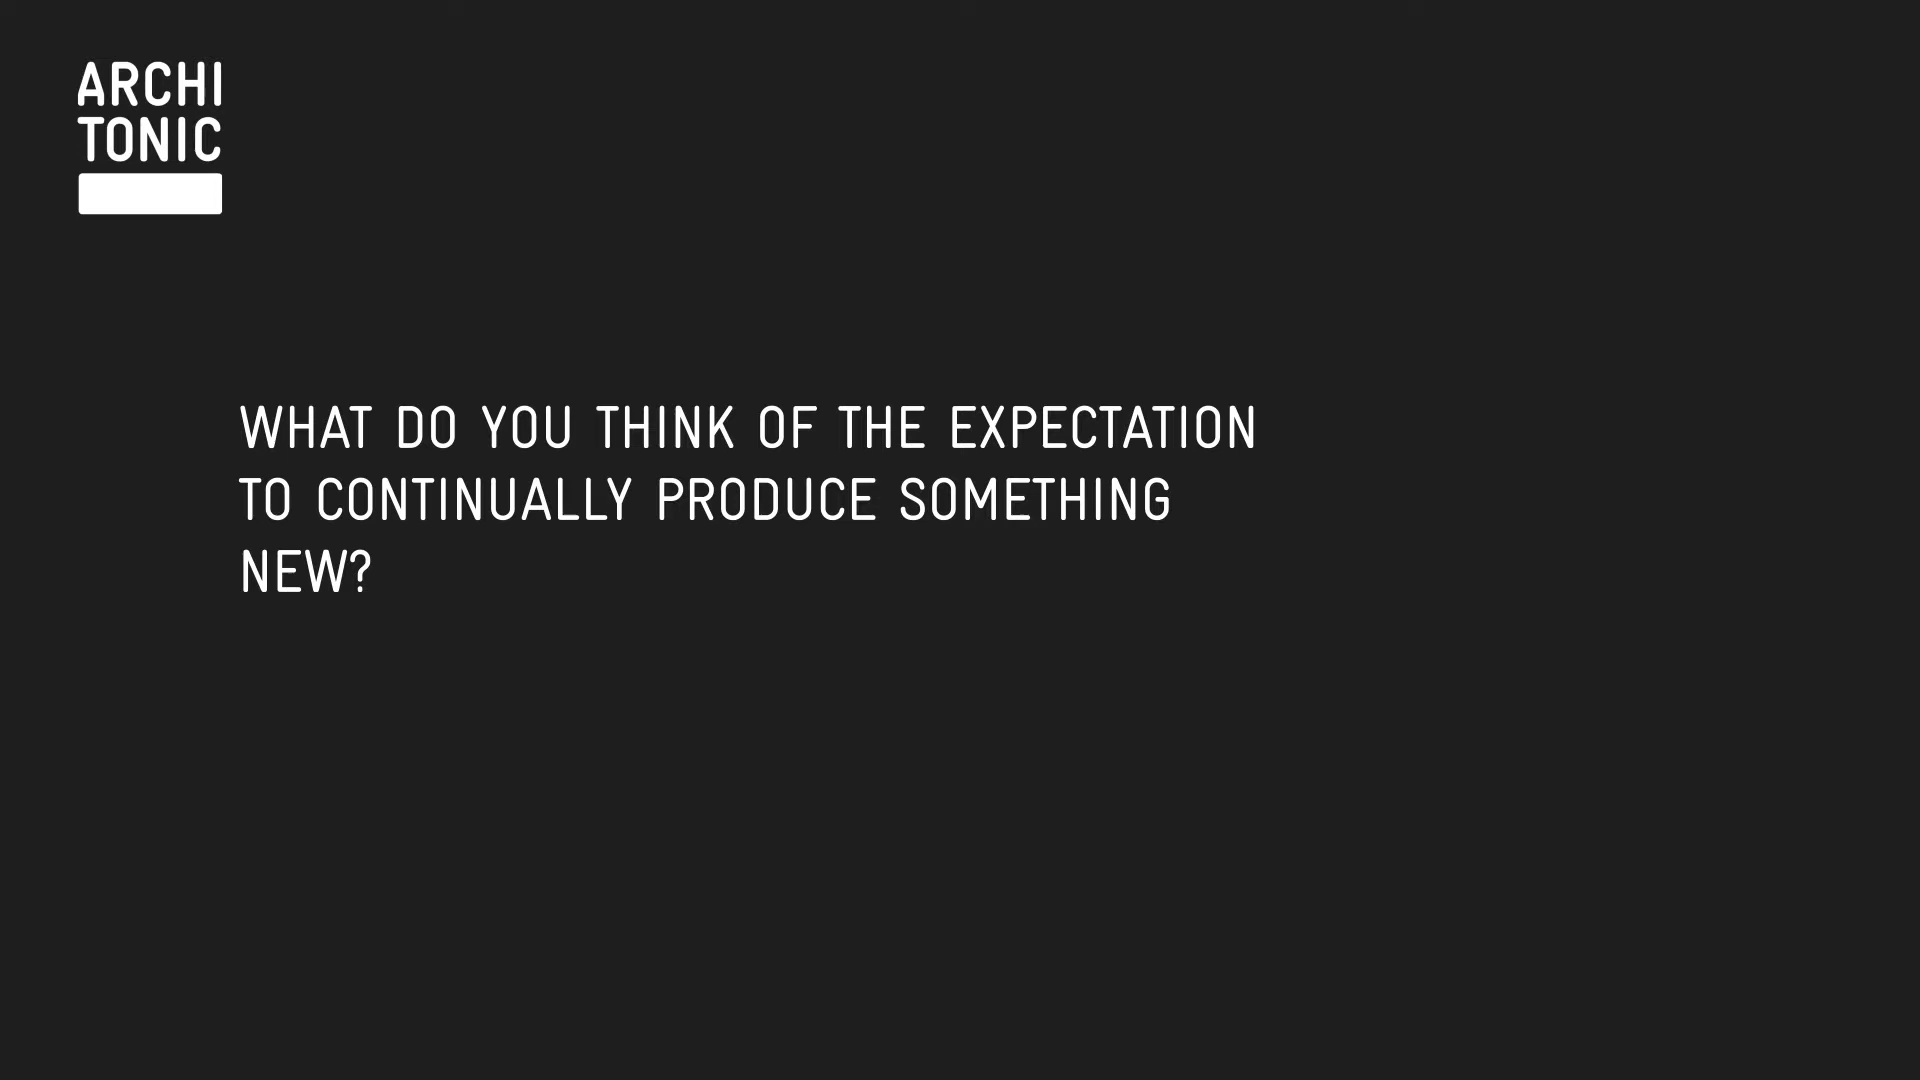 ARCHI
TONIC
WHAT DO YOU THINK OF THE EXPECTATION
TO CONTINUALLY PRODUCE SOMETHING
NEW?